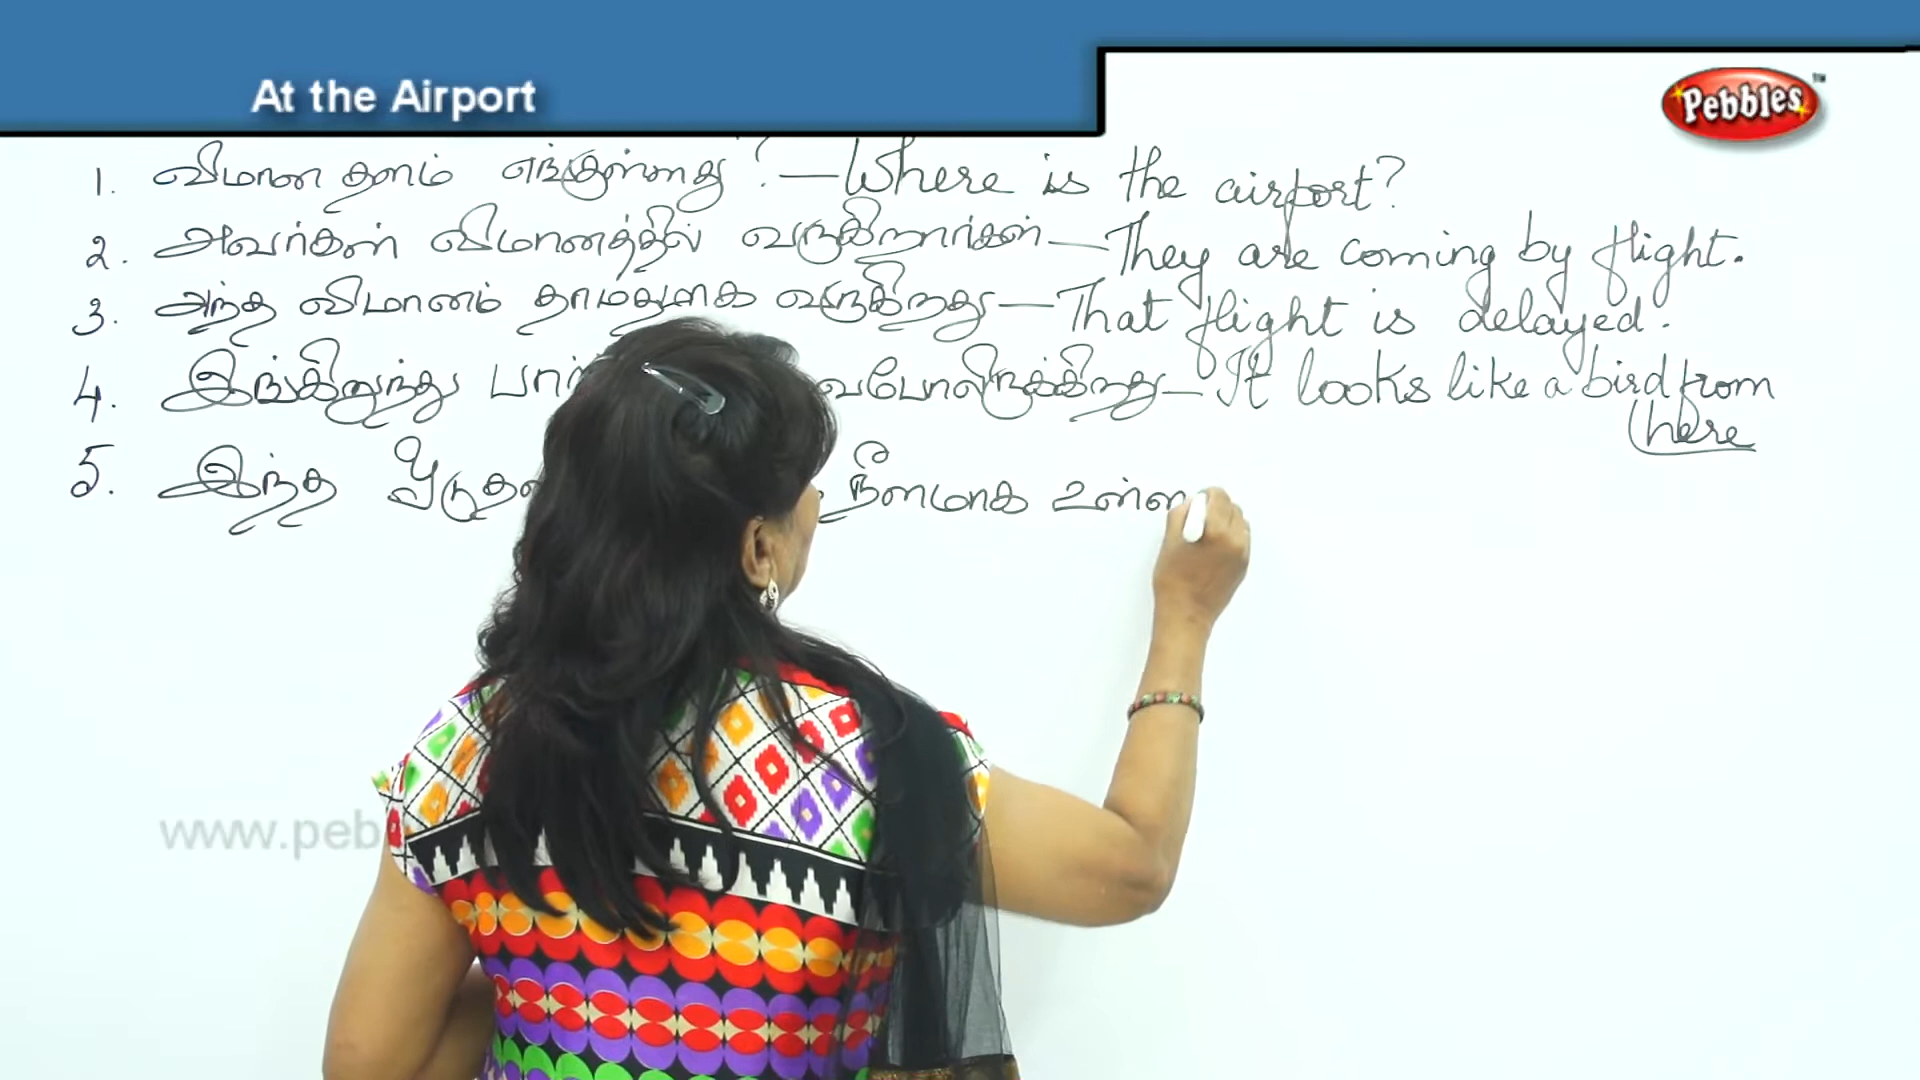 At the Airport
Pebbles
1. விமான தளம் எங்குள்ளது? — Where is the airport?
2. அவர்கள் விமானத்தில் வருகிறார்கள் — They are coming by flight.
3. அந்த விமானம் தாமதமாக வருகிறது — That flight is delayed.
4. இங்கிருந்து — It looks like a bird from
here
5. இந்த நீளமாக
www.peb